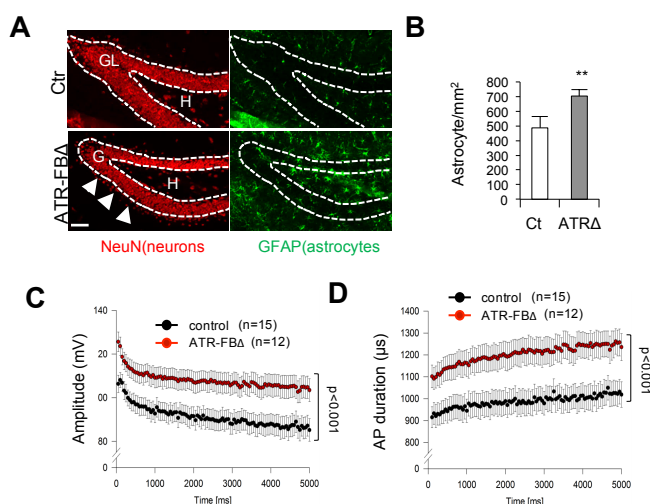 A
B
Ctr
GL
H
ATR-FBΔ
G
H
NeuN(neurons
GFAP(astrocytes
Astrocyte/mm²
800
700
600
500
400
300
200
100
0
**
Ct
ATRΔ
C
control (n=15)
ATR-FBΔ (n=12)
Amplitude (mV)
20
00
80
p<0.001
0
1000
2000
3000
4000
5000
Time [ms]
D
control (n=15)
ATR-FBΔ (n=12)
AP duration (µs)
1400
1300
1200
1100
1000
900
800
p<0.001
0
1000
2000
3000
4000
5000
Time [ms]